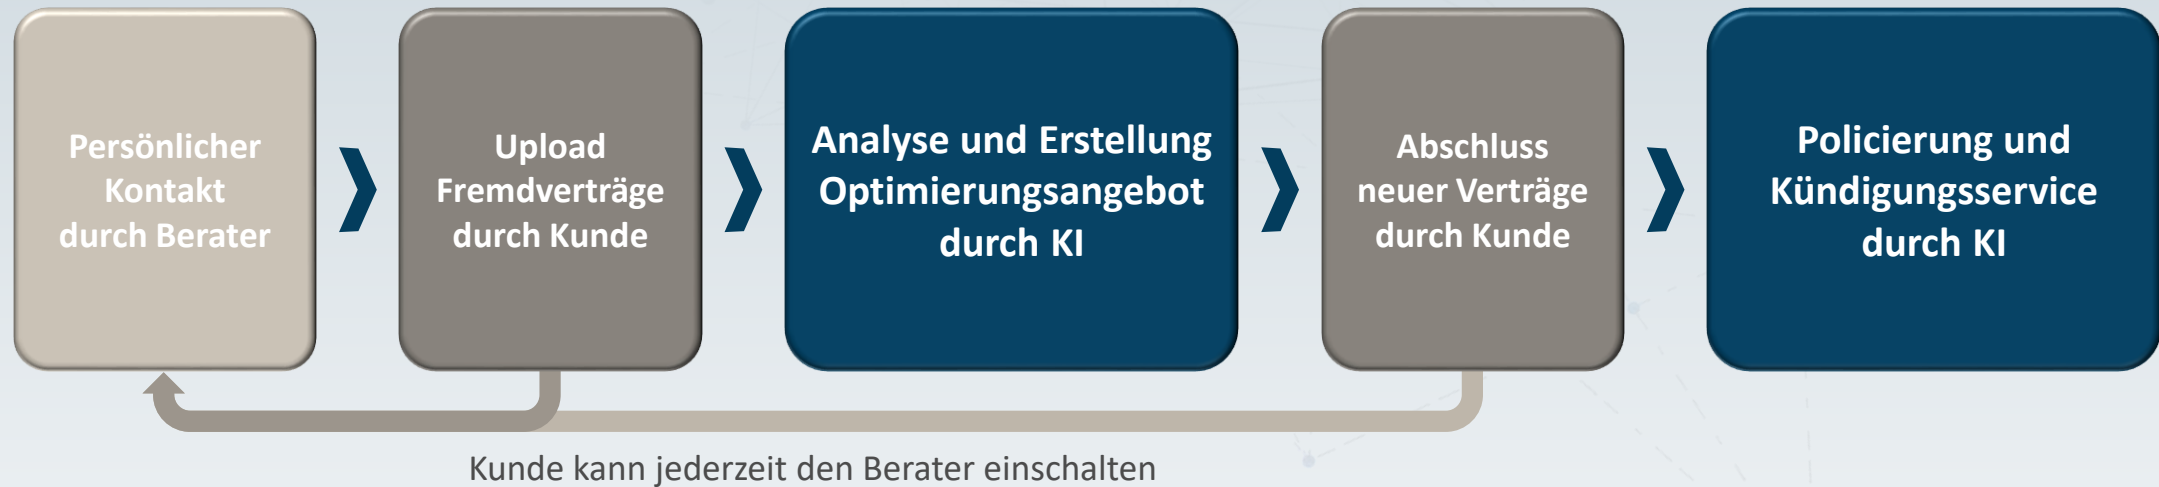 Persönlicher
Kontakt
durch Berater
Upload
Fremdverträge
durch Kunde
Analyse und Erstellung
Optimierungsangebot
durch KI
Abschluss
neuer Verträge
durch Kunde
Policierung und
Kündigungsservice
durch KI
Kunde kann jederzeit den Berater einschalten